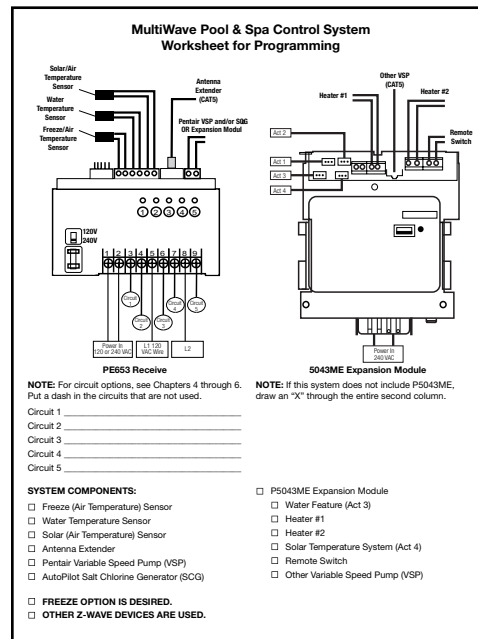 MultiWave Pool & Spa Control System
Worksheet for Programming
Solar/Air
Temperature
Sensor
Water
Temperature
Sensor
Freeze/Air
Temperature
Sensor
Antenna
Extender
(CAT5)
Pentair VSP and/or SCG
OR Expansion Modul
120V
240V
1 2 3 4 5
1 2 3 4 5 6 7 8 9
Circuit
1
Circuit
2
Circuit
3
Circuit
4
Circuit
5
Power In
120 or 240 VAC
L1 120
VAC Wire
L2
PE653 Receive
Other VSP
(CAT5)
Heater #1
Heater #2
Remote
Switch
Act 2
Act 1
Act 3
Act 4
Power In
240 VAC
5043ME Expansion Module
NOTE: For circuit options, see Chapters 4 through 6.
Put a dash in the circuits that are not used.
Circuit 1
Circuit 2
Circuit 3
Circuit 4
Circuit 5
NOTE: If this system does not include P5043ME,
draw an "X" through the entire second column.
SYSTEM COMPONENTS:
Freeze (Air Temperature) Sensor
Water Temperature Sensor
Solar (Air Temperature) Sensor
Antenna Extender
Pentair Variable Speed Pump (VSP)
AutoPilot Salt Chlorine Generator (SCG)
FREEZE OPTION IS DESIRED.
OTHER Z-WAVE DEVICES ARE USED.
P5043ME Expansion Module
Water Feature (Act 3)
Heater #1
Heater #2
Solar Temperature System (Act 4)
Remote Switch
Other Variable Speed Pump (VSP)